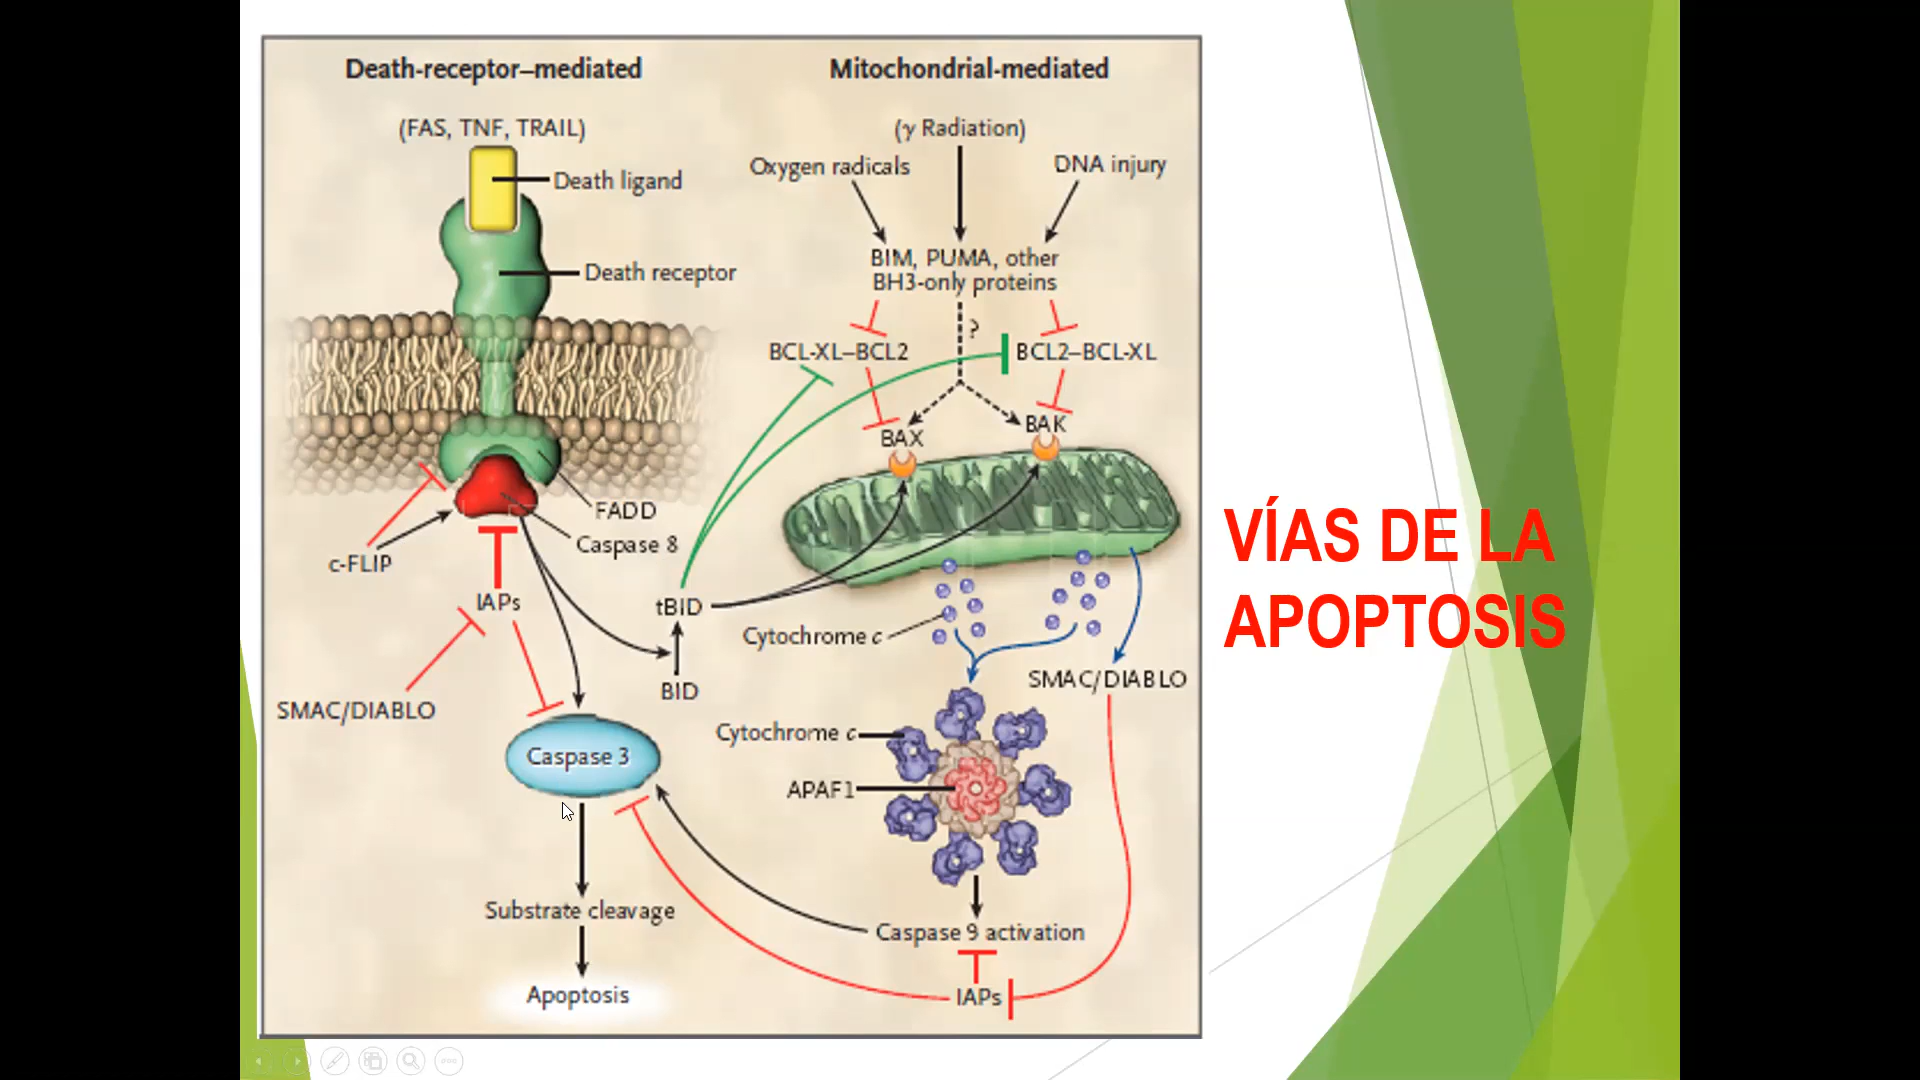 Death-receptor–mediated
(FAS, TNF, TRAIL)
Death ligand
Death receptor
FADD
Caspase 8
c-FLIP
IAPs
SMAC/DIABLO
tBID
BID
Caspase 3
Substrate cleavage
Apoptosis
Mitochondrial-mediated
(γ Radiation)
Oxygen radicals
DNA injury
BIM, PUMA, other
BH3-only proteins
?
BCL-XL–BCL2
BCL2–BCL-XL
BAX
BAK
Cytochrome c
SMAC/DIABLO
Cytochrome c
APAF1
Caspase 9 activation
IAPs
VÍAS DE LA
APOPTOSIS